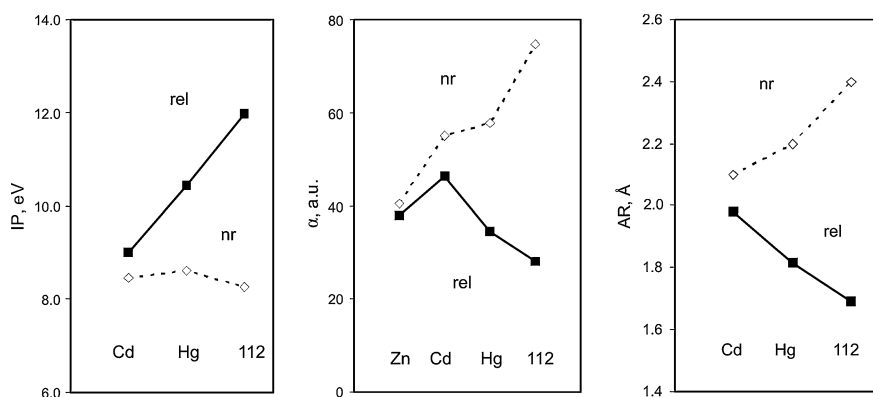 IP, eV
14.0
12.0
10.0
8.0
6.0
rel
nr
Cd Hg 112
α, a.u.
80
60
40
20
0
nr
rel
Zn Cd Hg 112
AR, Å
2.6
2.4
2.2
2.0
1.8
1.6
1.4
nr
rel
Cd Hg 112